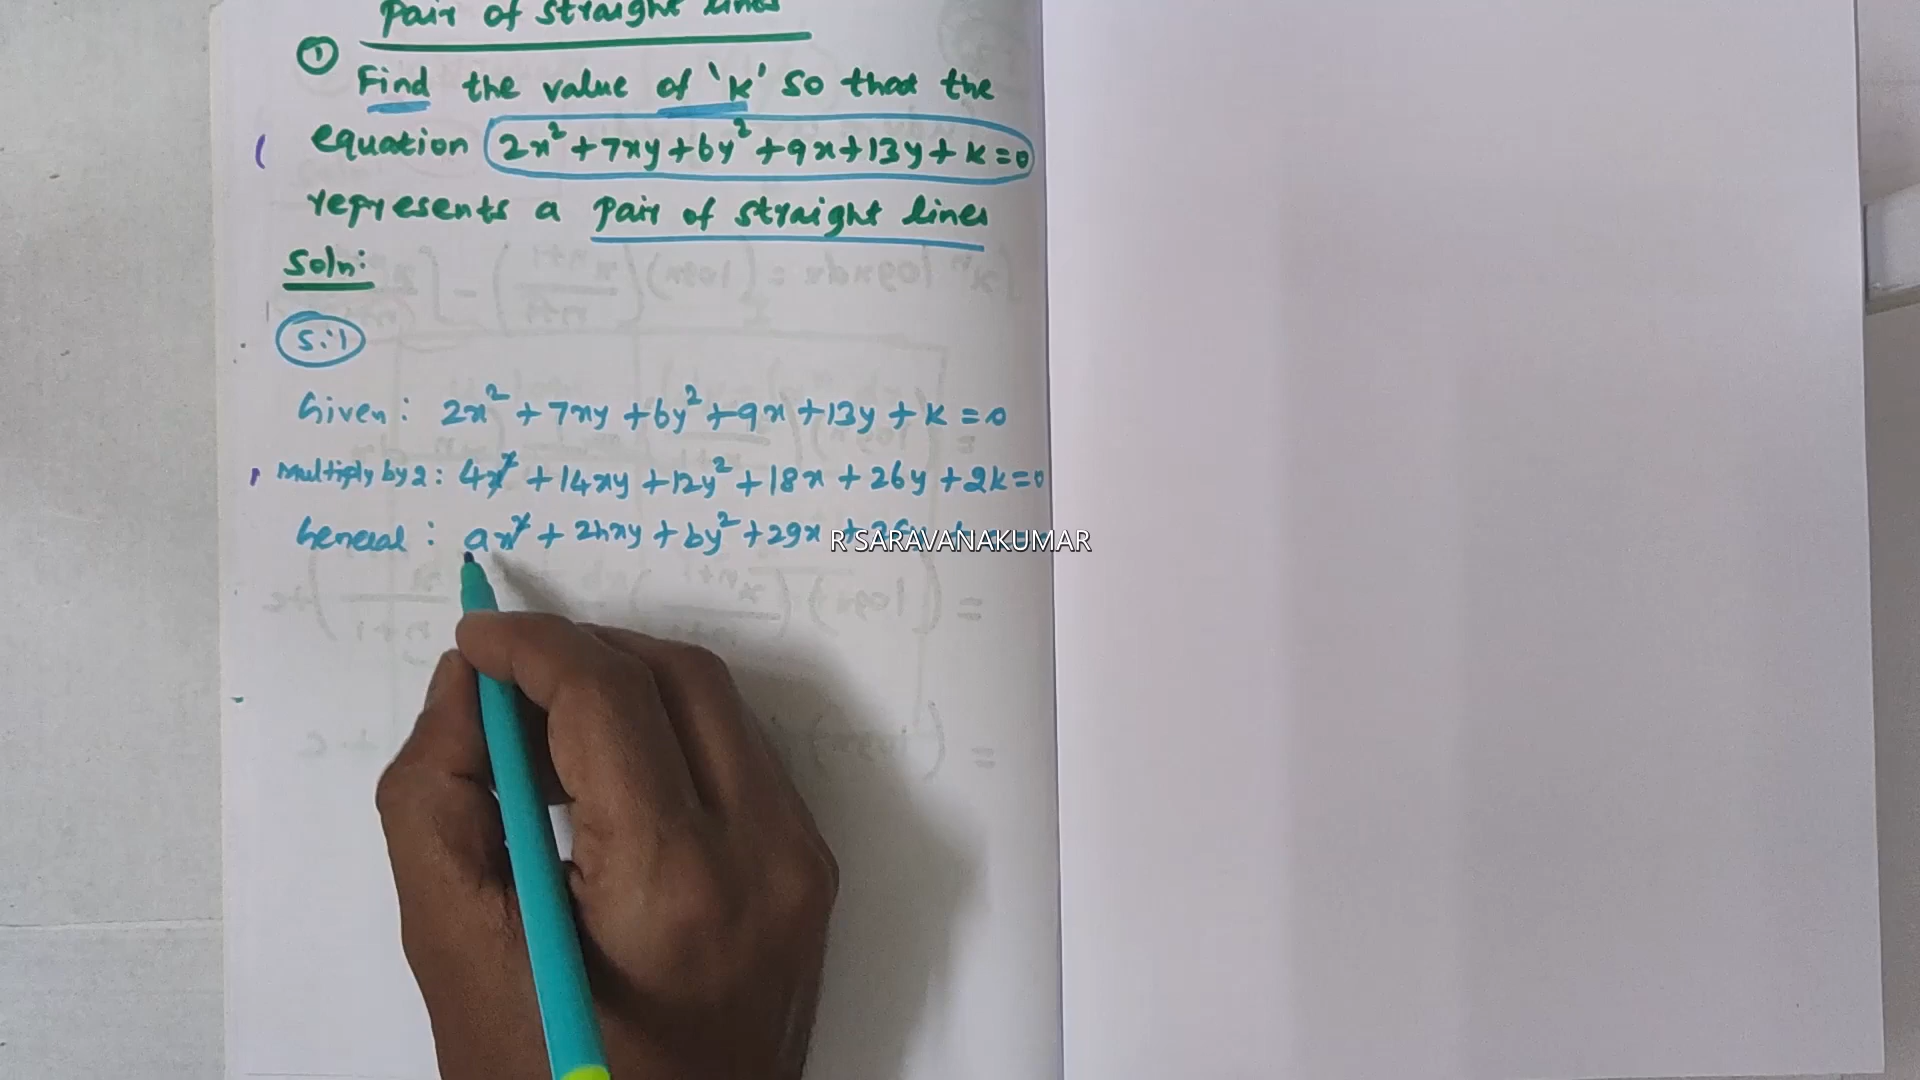 Pair of straight lines
① Find the value of 'k' so that the
equation 2x²+7xy+6y²+9x+13y+k=0
represents a pair of straight lines
Soln:
S:1
Given: 2x²+7xy+6y²+9x+13y+k=0
Multiply by 2: 4x²+14xy+12y²+18x+26y+2k=0
General: ax²+2hxy+by²+2gx+
R SARAVANAKUMAR